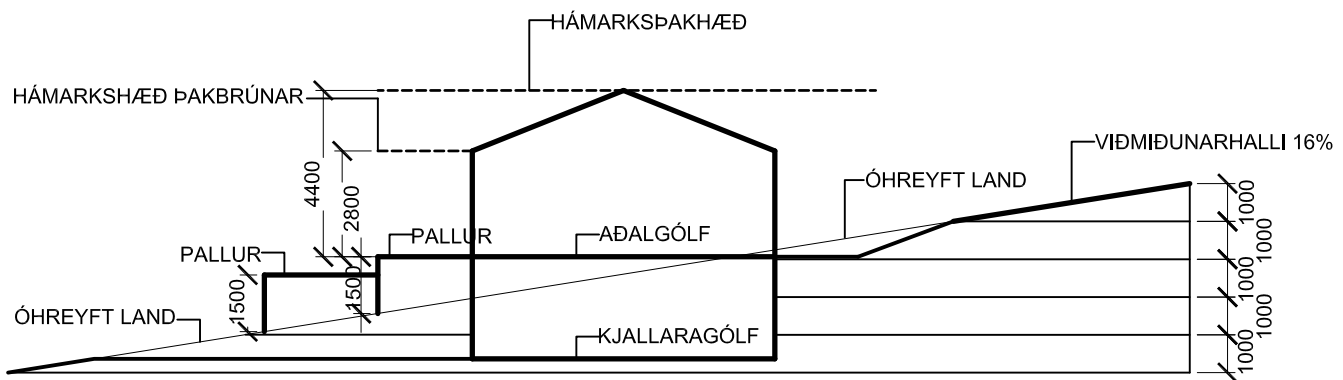 HÁMARKSÞAKHÆÐ
HÁMARKSHÆÐ ÞAKBRÚNAR
VIÐMIÐUNARHALLI 16%
4400
2800
ÓHREYFT LAND
1000
PALLUR
AÐALGÓLF
1000
PALLUR
1500
1500
1000
ÓHREYFT LAND
1000
KJALLARAGÓLF
1000